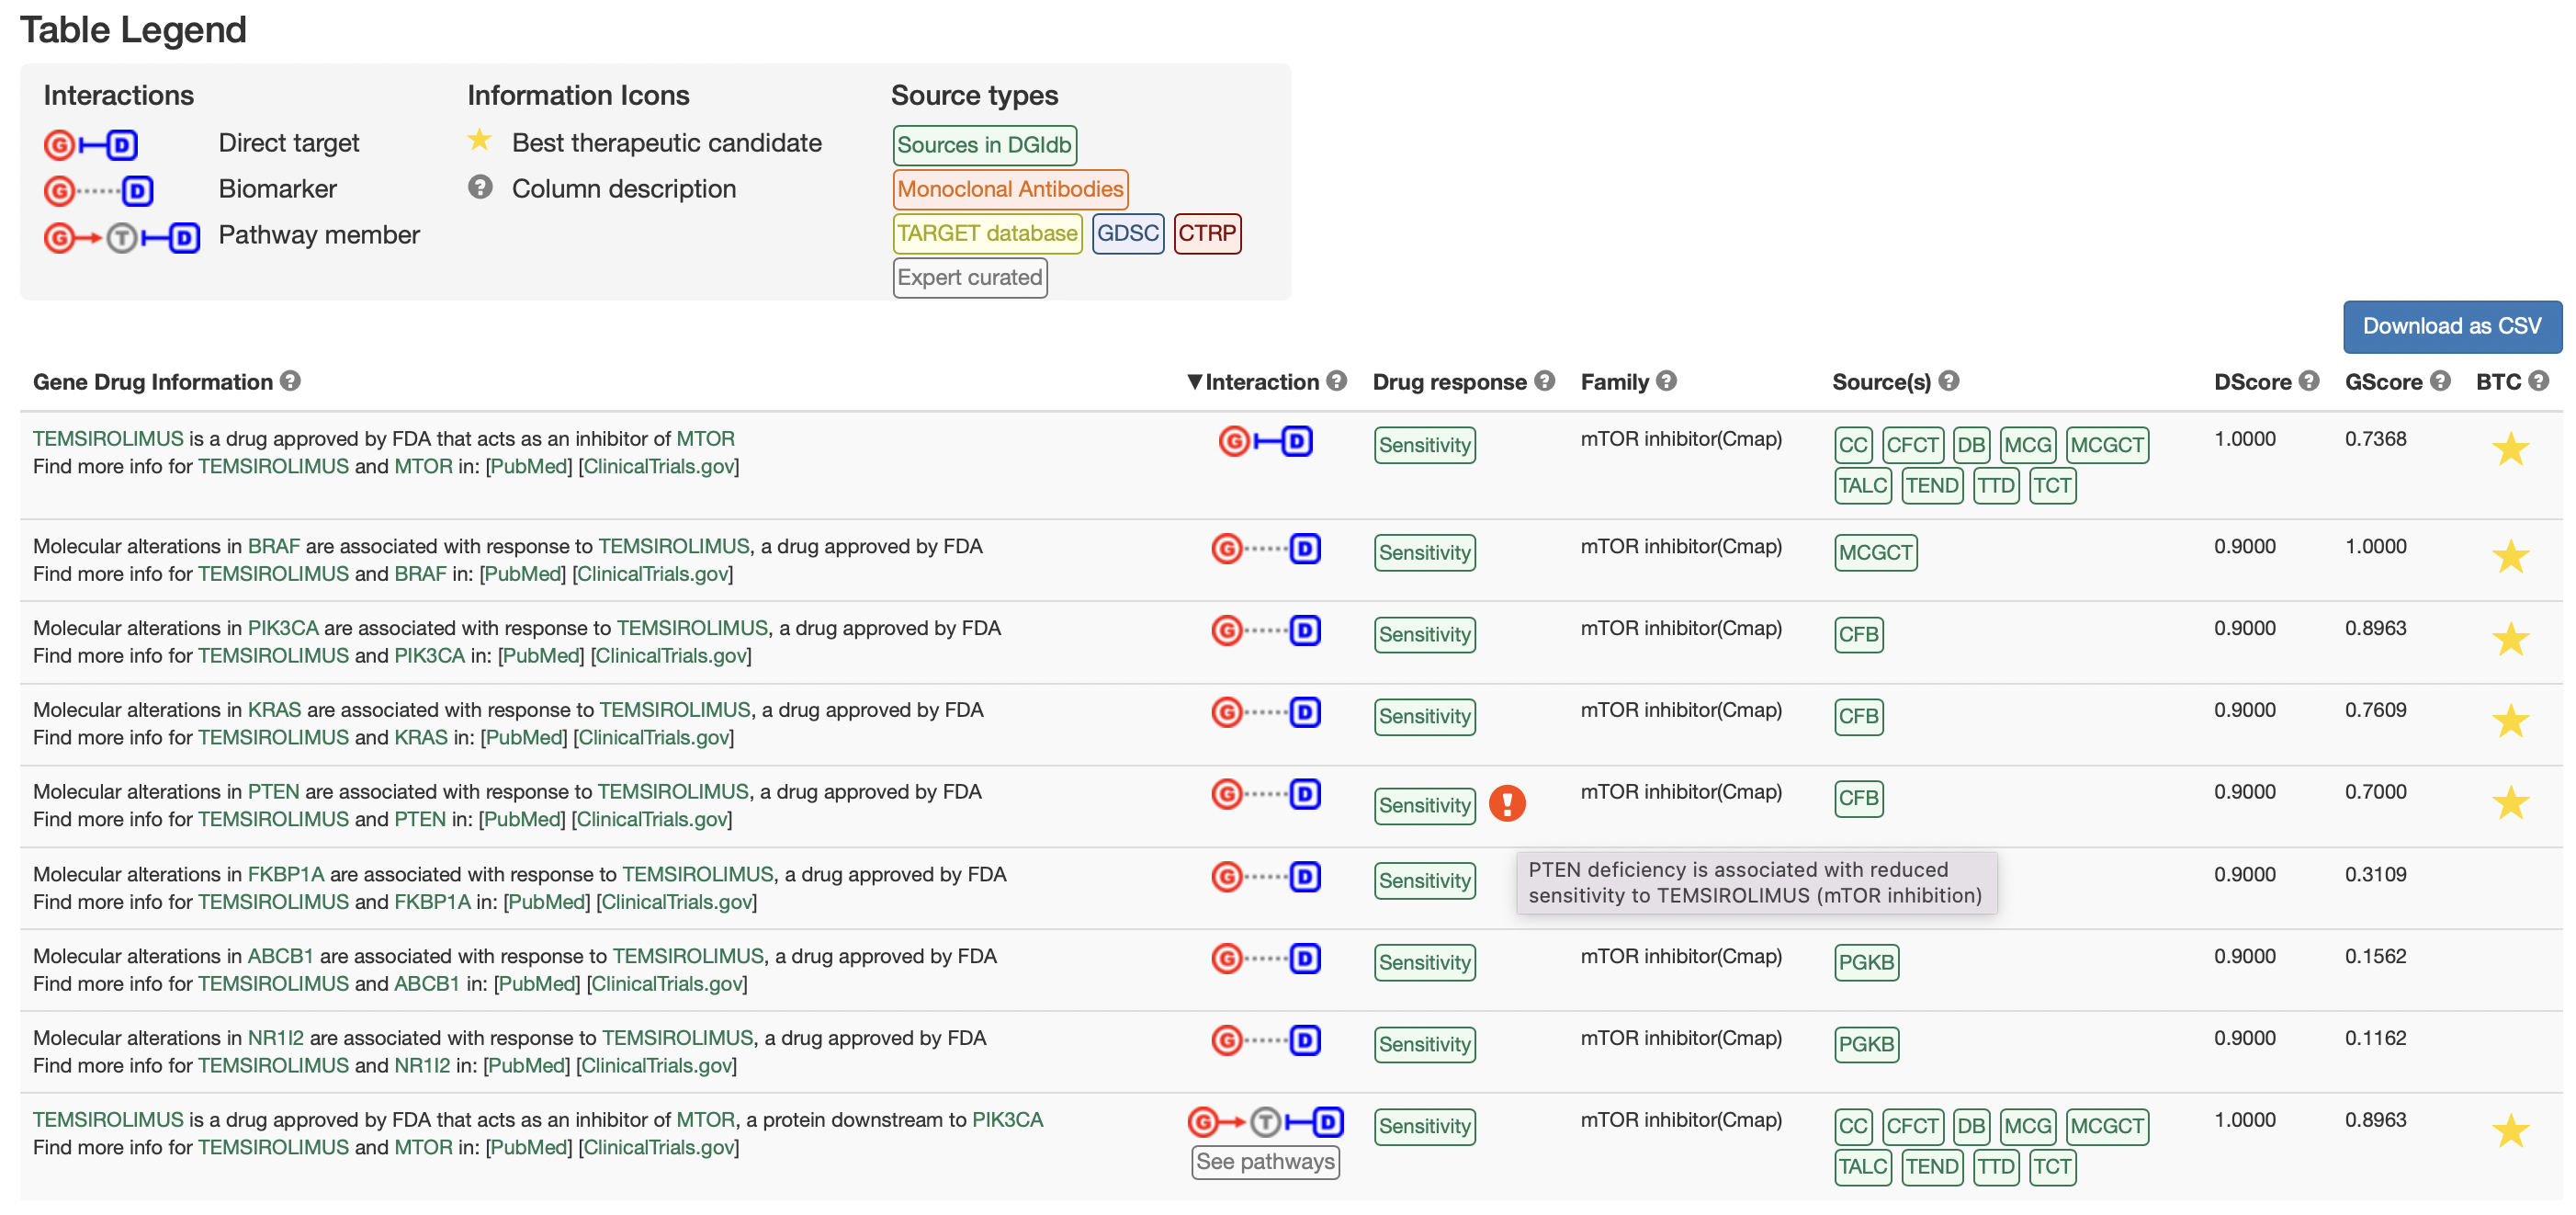 Table Legend
Interactions
G D Direct target
G D Biomarker
G T D Pathway member
Information Icons
Best therapeutic candidate
? Column description
Source types
Sources in DGIdb
Monoclonal Antibodies
TARGET database GDSC CTRP
Expert curated
Download as CSV
Gene Drug Information ? ▼Interaction ? Drug response ? Family ? Source(s) ? DScore ? GScore ? BTC ?
TEMSIROLIMUS is a drug approved by FDA that acts as an inhibitor of MTOR
Find more info for TEMSIROLIMUS and MTOR in: [PubMed] [ClinicalTrials.gov]
G D Sensitivity mTOR inhibitor(Cmap) CC CFCT DB MCG MCGCT 1.0000 0.7368
TALC TEND TTD TCT
Molecular alterations in BRAF are associated with response to TEMSIROLIMUS, a drug approved by FDA
Find more info for TEMSIROLIMUS and BRAF in: [PubMed] [ClinicalTrials.gov]
G D Sensitivity mTOR inhibitor(Cmap) MCGCT 0.9000 1.0000
Molecular alterations in PIK3CA are associated with response to TEMSIROLIMUS, a drug approved by FDA
Find more info for TEMSIROLIMUS and PIK3CA in: [PubMed] [ClinicalTrials.gov]
G D Sensitivity mTOR inhibitor(Cmap) CFB 0.9000 0.8963
Molecular alterations in KRAS are associated with response to TEMSIROLIMUS, a drug approved by FDA
Find more info for TEMSIROLIMUS and KRAS in: [PubMed] [ClinicalTrials.gov]
G D Sensitivity mTOR inhibitor(Cmap) CFB 0.9000 0.7609
Molecular alterations in PTEN are associated with response to TEMSIROLIMUS, a drug approved by FDA
Find more info for TEMSIROLIMUS and PTEN in: [PubMed] [ClinicalTrials.gov]
G D Sensitivity ! mTOR inhibitor(Cmap) CFB 0.9000 0.7000
PTEN deficiency is associated with reduced
sensitivity to TEMSIROLIMUS (mTOR inhibition)
Molecular alterations in FKBP1A are associated with response to TEMSIROLIMUS, a drug approved by FDA
Find more info for TEMSIROLIMUS and FKBP1A in: [PubMed] [ClinicalTrials.gov]
G D Sensitivity 0.9000 0.3109
Molecular alterations in ABCB1 are associated with response to TEMSIROLIMUS, a drug approved by FDA
Find more info for TEMSIROLIMUS and ABCB1 in: [PubMed] [ClinicalTrials.gov]
G D Sensitivity mTOR inhibitor(Cmap) PGKB 0.9000 0.1562
Molecular alterations in NR1I2 are associated with response to TEMSIROLIMUS, a drug approved by FDA
Find more info for TEMSIROLIMUS and NR1I2 in: [PubMed] [ClinicalTrials.gov]
G D Sensitivity mTOR inhibitor(Cmap) PGKB 0.9000 0.1162
TEMSIROLIMUS is a drug approved by FDA that acts as an inhibitor of MTOR, a protein downstream to PIK3CA
Find more info for TEMSIROLIMUS and MTOR in: [PubMed] [ClinicalTrials.gov]
G T D Sensitivity mTOR inhibitor(Cmap) CC CFCT DB MCG MCGCT 1.0000 0.8963
See pathways TALC TEND TTD TCT